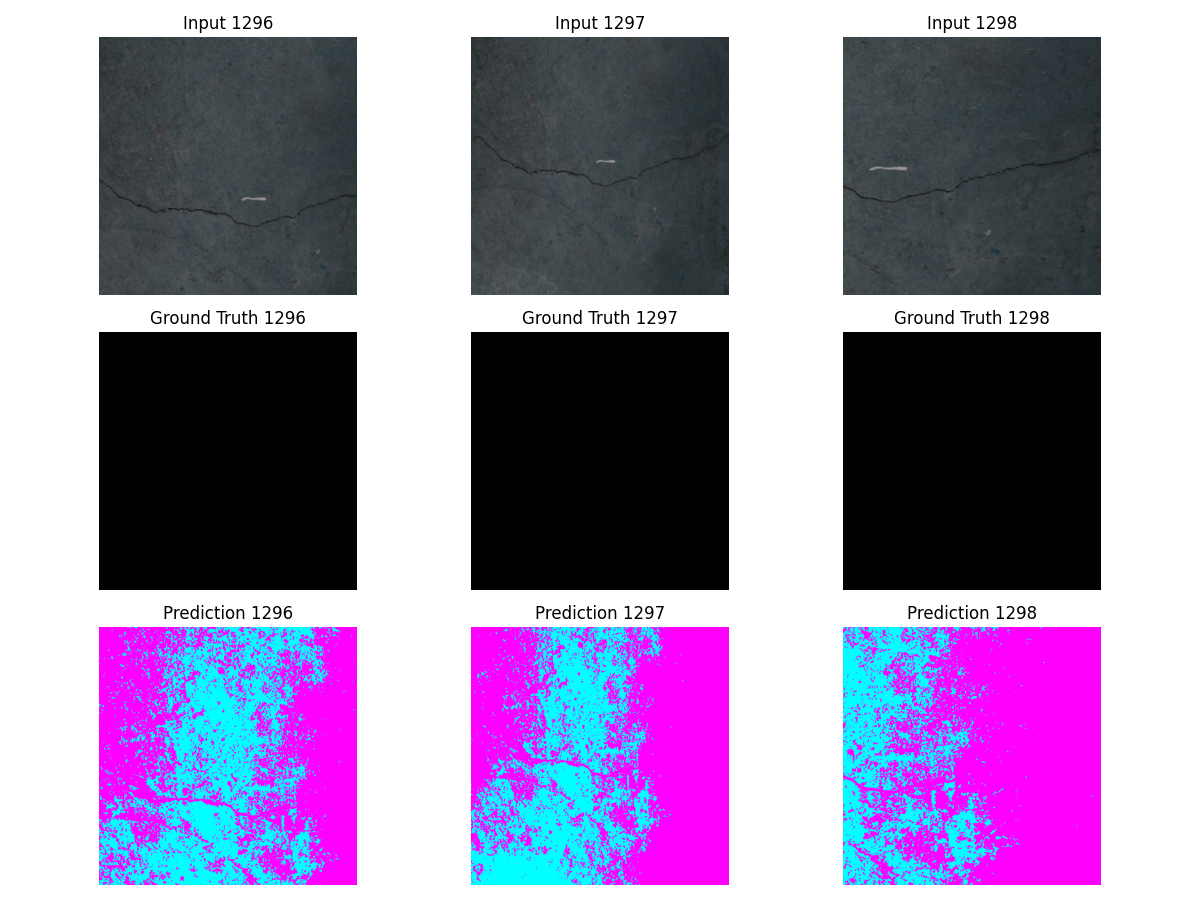 Input 1296
Input 1297
Input 1298
Ground Truth 1296
Ground Truth 1297
Ground Truth 1298
Prediction 1296
Prediction 1297
Prediction 1298